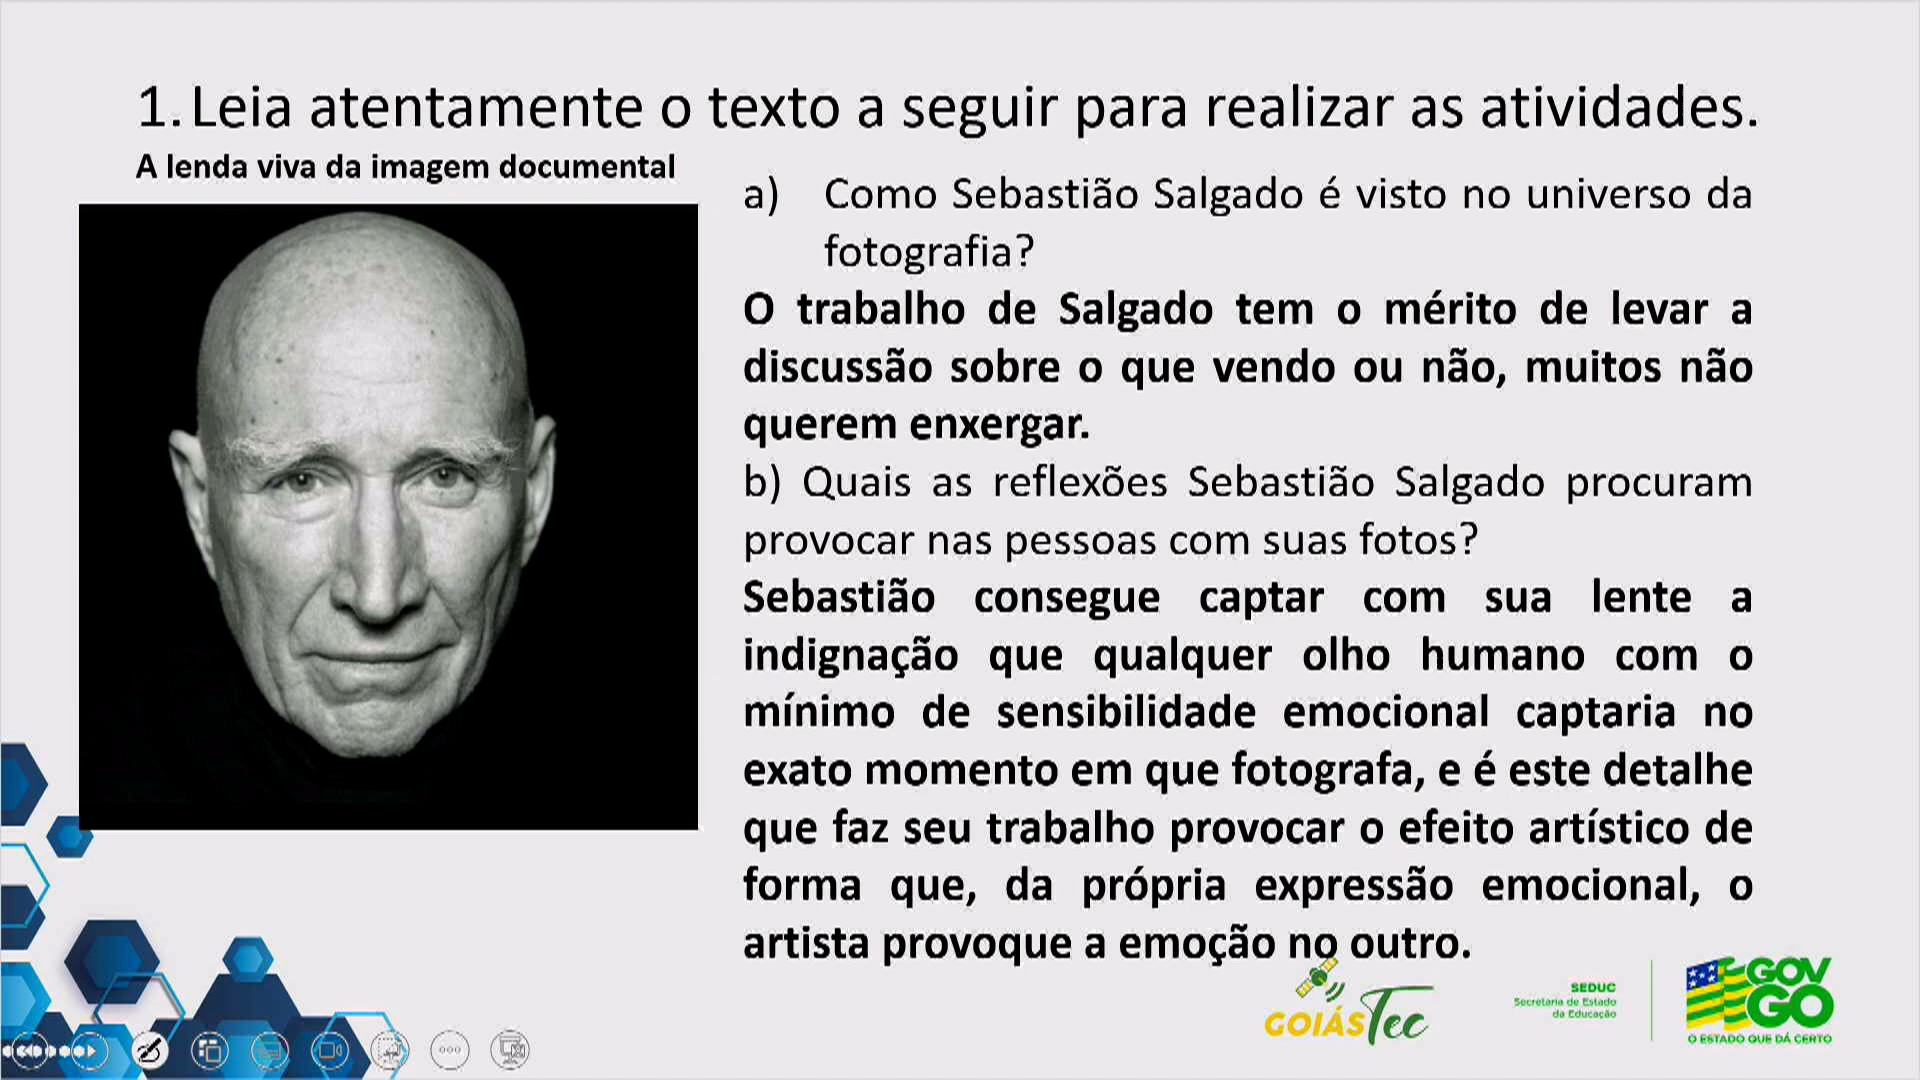 1. Leia atentamente o texto a seguir para realizar as atividades.
A lenda viva da imagem documental
a) Como Sebastião Salgado é visto no universo da
fotografia?
O trabalho de Salgado tem o mérito de levar a
discussão sobre o que vendo ou não, muitos não
querem enxergar.
b) Quais as reflexões Sebastião Salgado procuram
provocar nas pessoas com suas fotos?
Sebastião consegue captar com sua lente a
indignação que qualquer olho humano com o
mínimo de sensibilidade emocional captaria no
exato momento em que fotografa, e é este detalhe
que faz seu trabalho provocar o efeito artístico de
forma que, da própria expressão emocional, o
artista provoque a emoção no outro.
GOIÁSTec
SEDUC
Secretaria de Estado
da Educação
GOV
GO
O ESTADO QUE DÁ CERTO